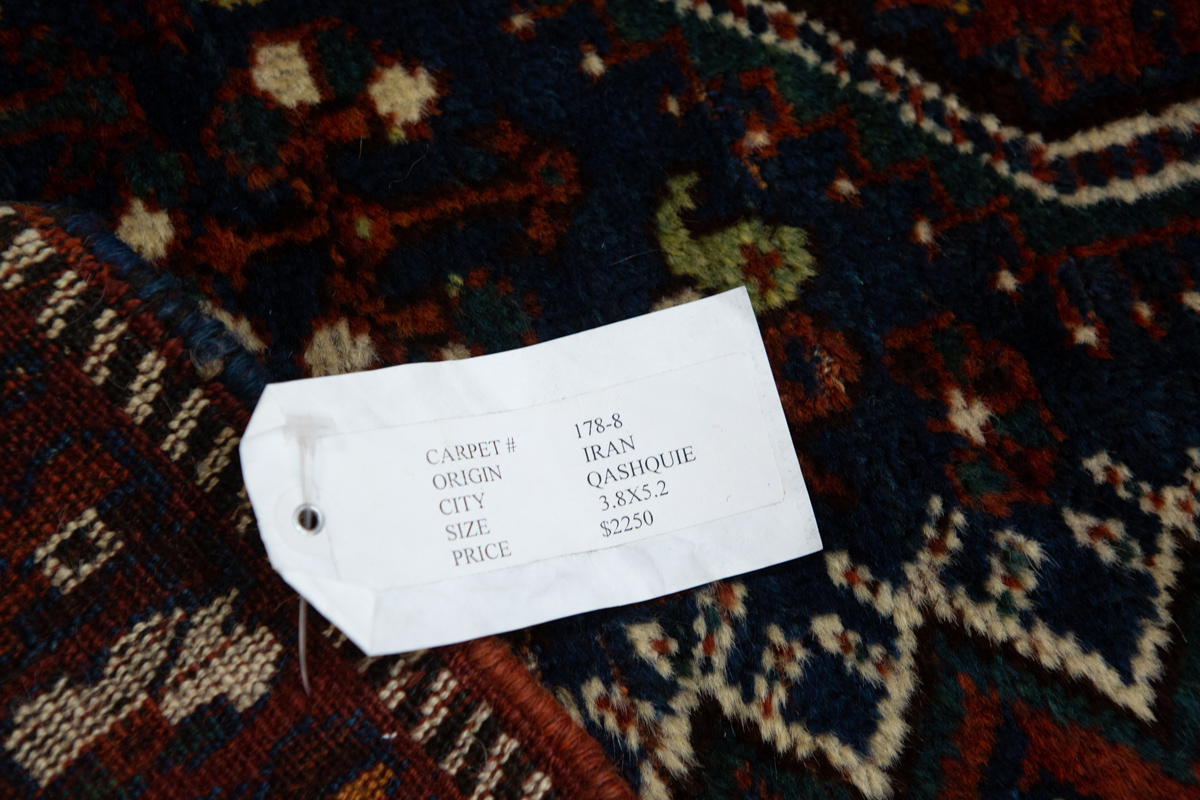 CARPET # 178-8
ORIGIN IRAN
CITY QASHQUIE
SIZE 3.8X5.2
PRICE $2250